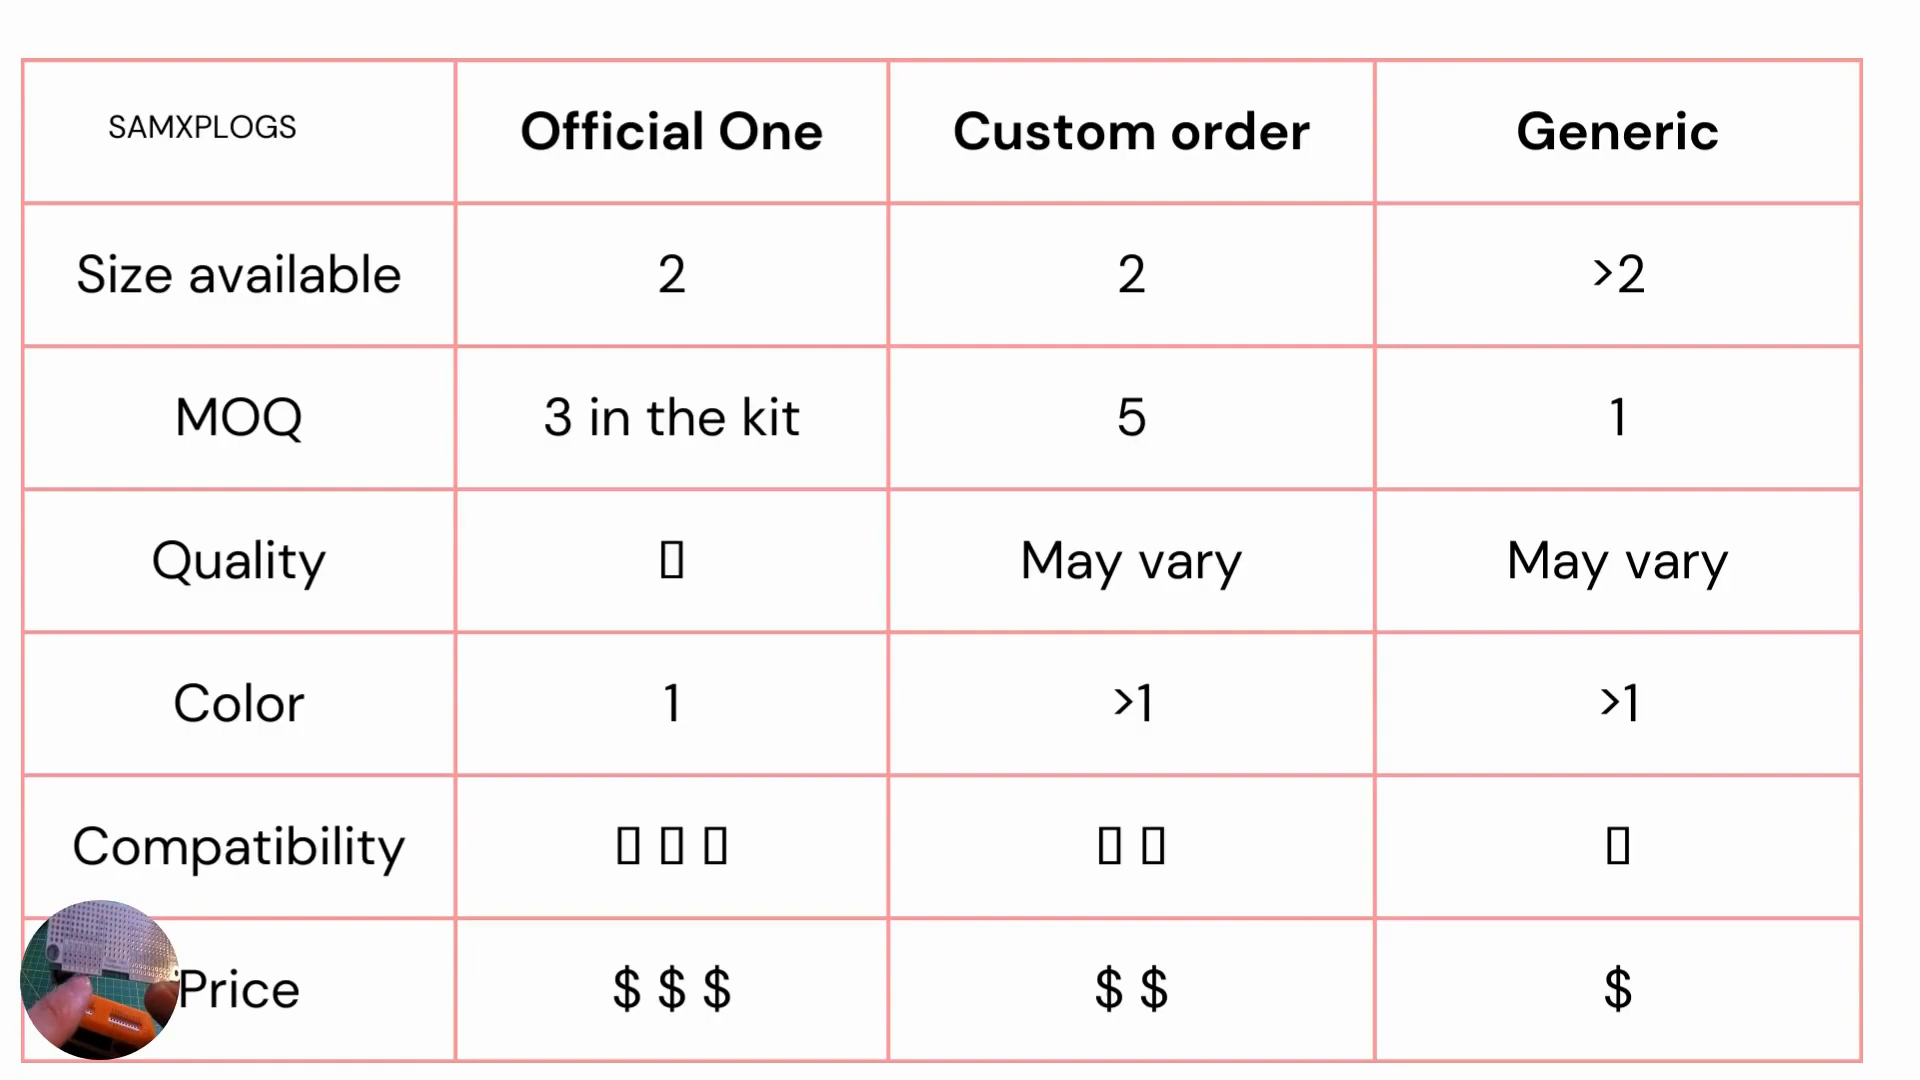 SAMXPLOGS Official One Custom order Generic
Size available 2 2 >2
MOQ 3 in the kit 5 1
Quality ▯ May vary May vary
Color 1 >1 >1
Compatibility ▯ ▯ ▯ ▯ ▯ ▯
Price $ $ $ $ $ $